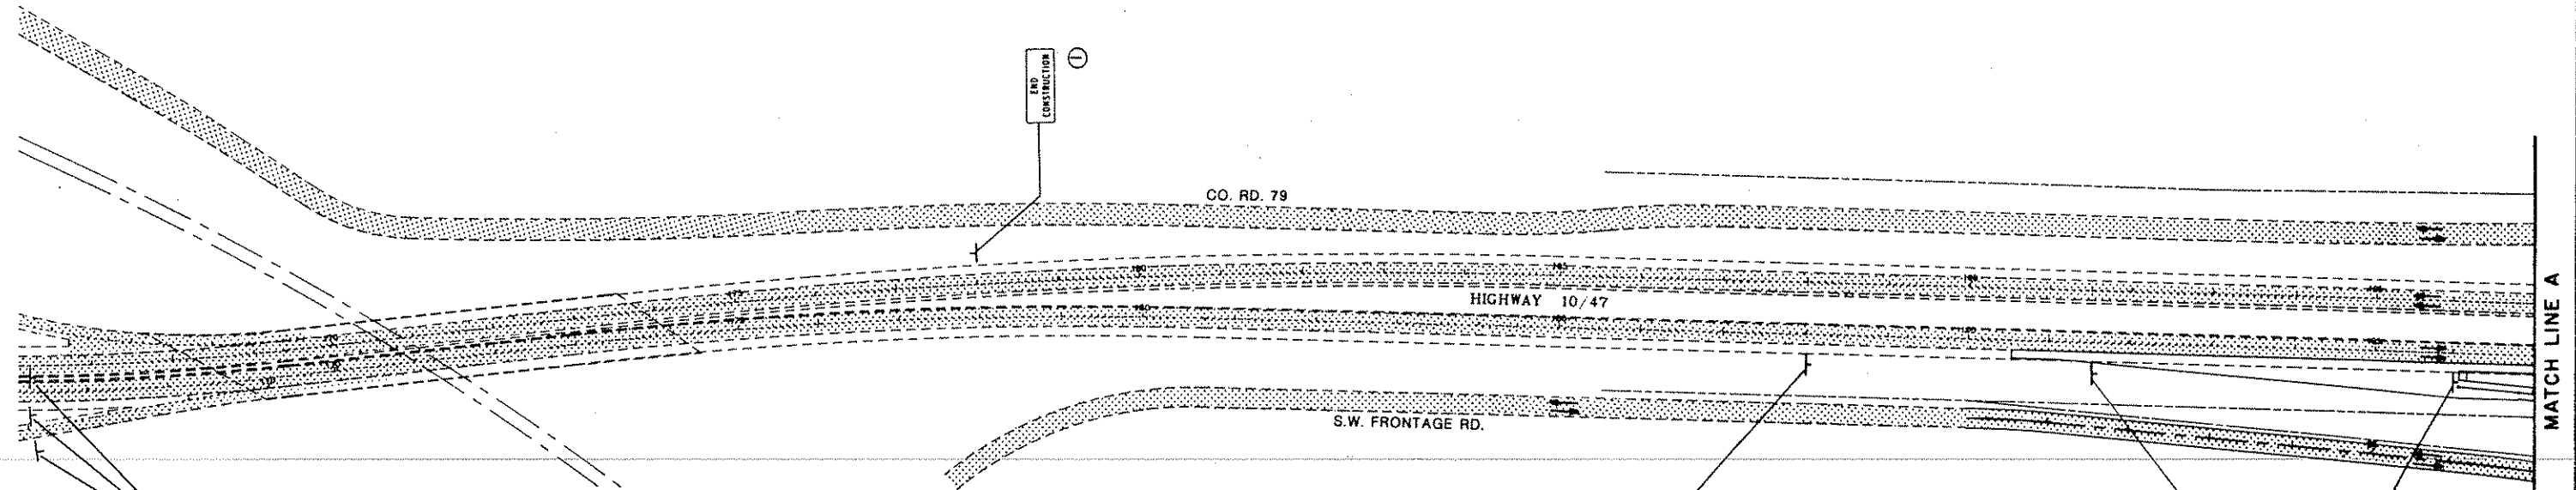 END
CONSTRUCTION
1
CO. RD. 79
HIGHWAY 10/47
S.W. FRONTAGE RD.
MATCH LINE A